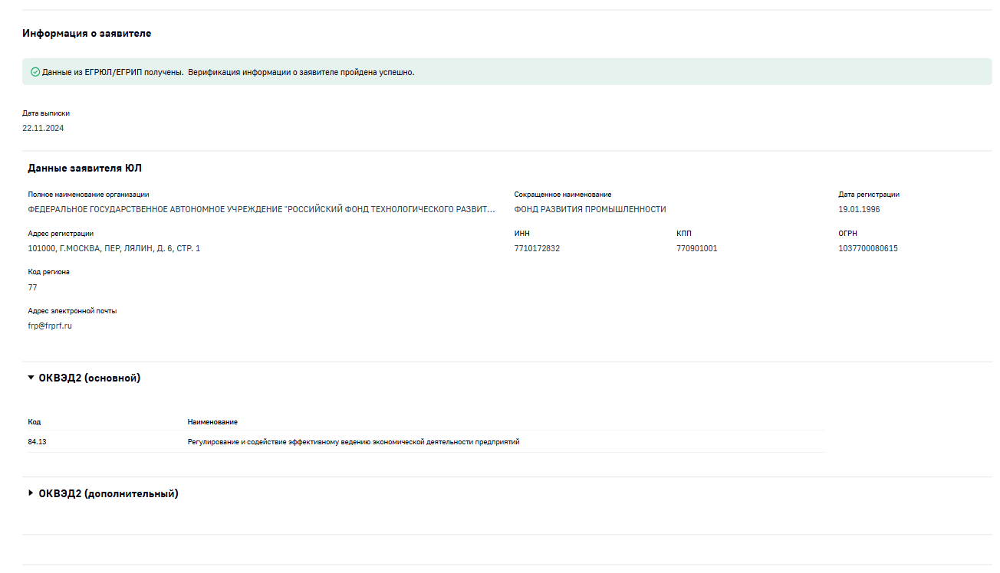 Информация о заявителе
Данные из ЕГРЮЛ/ЕГРИП получены. Верификация информации о заявителе пройдена успешно.
Дата выписки
22.11.2024
Данные заявителя ЮЛ
Полное наименование организации
ФЕДЕРАЛЬНОЕ ГОСУДАРСТВЕННОЕ АВТОНОМНОЕ УЧРЕЖДЕНИЕ "РОССИЙСКИЙ ФОНД ТЕХНОЛОГИЧЕСКОГО РАЗВИТ...
Сокращенное наименование
ФОНД РАЗВИТИЯ ПРОМЫШЛЕННОСТИ
Дата регистрации
19.01.1996
Адрес регистрации
101000, Г.МОСКВА, ПЕР, ЛЯЛИН, Д. 6, СТР. 1
ИНН
7710172832
КПП
770901001
ОГРН
1037700080615
Код региона
77
Адрес электронной почты
frp@frprf.ru
ОКВЭД2 (основной)
Код Наименование
84.13 Регулирование и содействие эффективному ведению экономической деятельности предприятий
ОКВЭД2 (дополнительный)